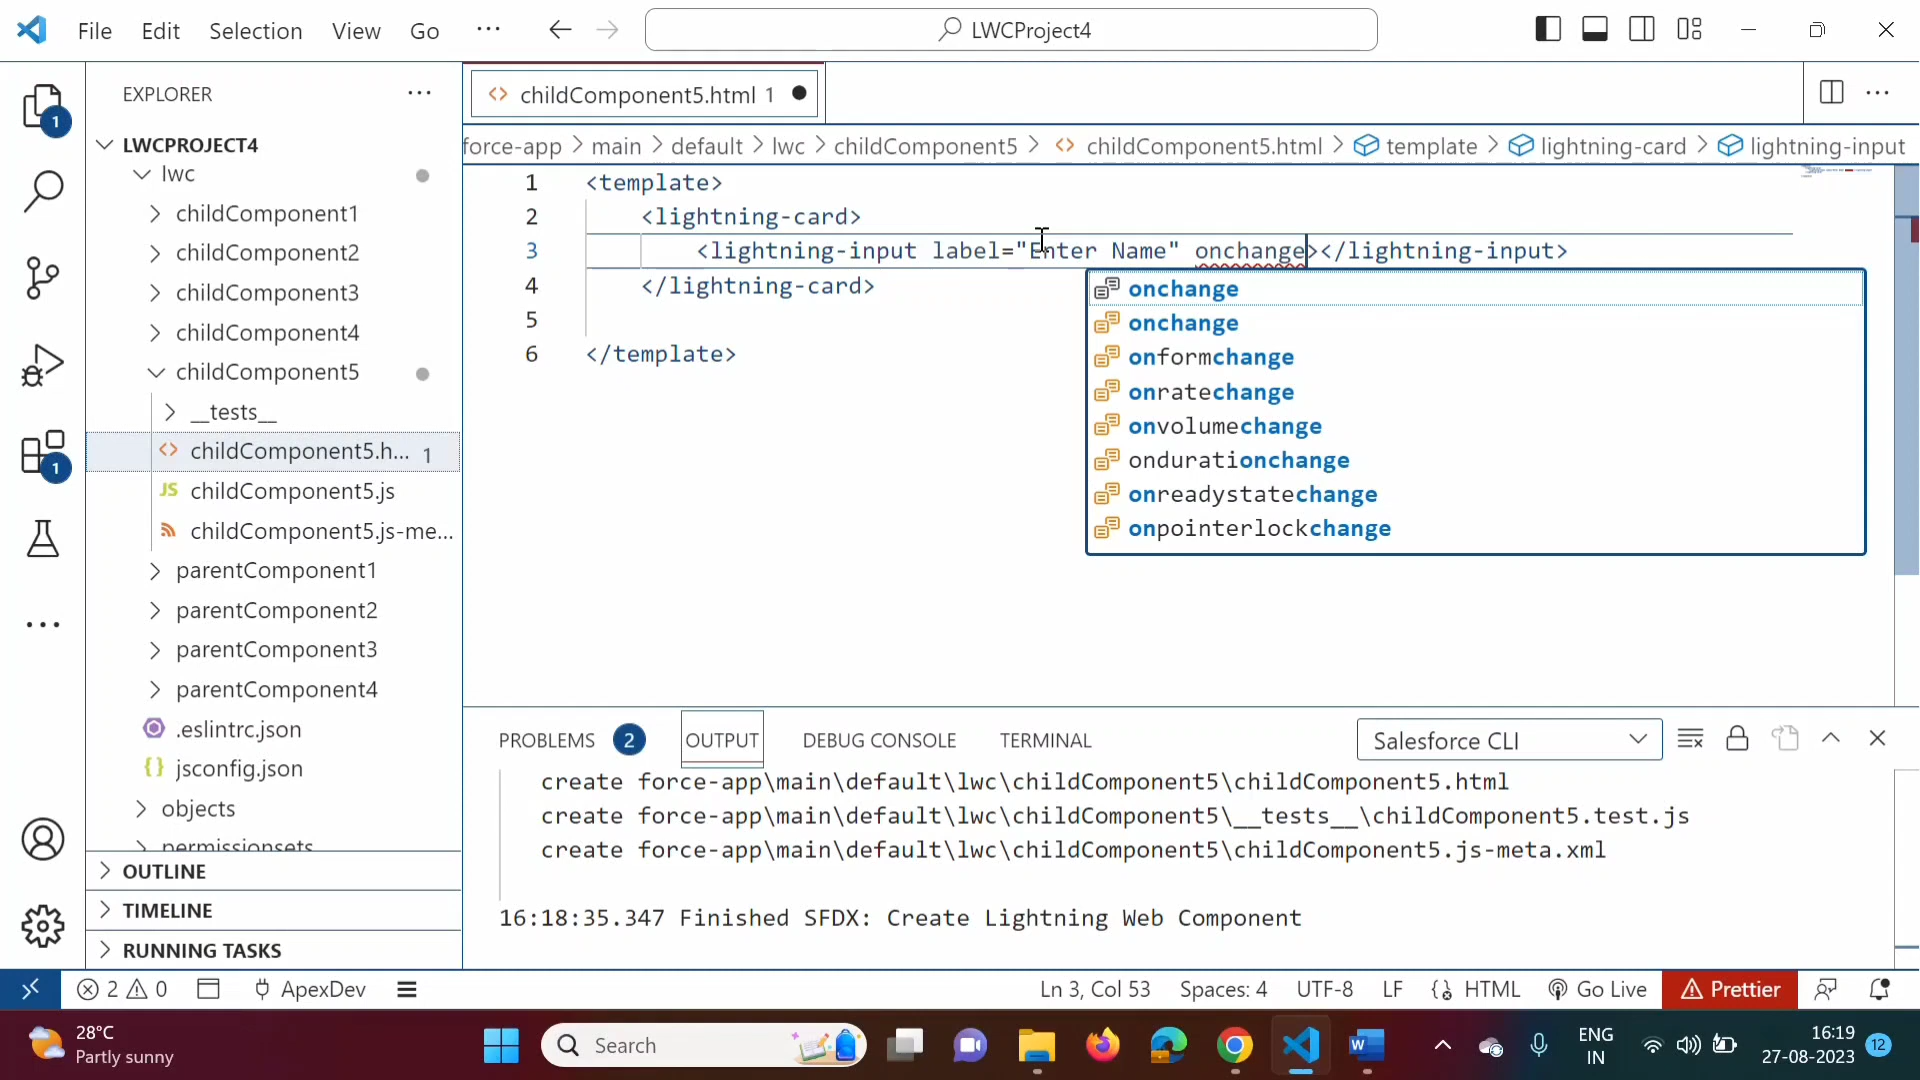 File Edit Selection View Go ··· LWCProject4
EXPLORER ···
LWCPROJECT4
lwc
childComponent1
childComponent2
childComponent3
childComponent4
childComponent5
__tests__
childComponent5.h... 1
childComponent5.js
childComponent5.js-me...
parentComponent1
parentComponent2
parentComponent3
parentComponent4
.eslintrc.json
jsconfig.json
objects
permissionsets
OUTLINE
TIMELINE
RUNNING TASKS
1
1
childComponent5.html 1
force-app > main > default > lwc > childComponent5 > childComponent5.html > template > lightning-card > lightning-input
1 <template>
2 <lightning-card>
3 <lightning-input label="Enter Name" onchange></lightning-input>
4 </lightning-card>
5
6 </template>
onchange
onchange
onformchange
onratechange
onvolumechange
ondurationchange
onreadystatechange
onpointerlockchange
PROBLEMS 2 OUTPUT DEBUG CONSOLE TERMINAL Salesforce CLI
create force-app\main\default\lwc\childComponent5\childComponent5.html
create force-app\main\default\lwc\childComponent5\__tests__\childComponent5.test.js
create force-app\main\default\lwc\childComponent5\childComponent5.js-meta.xml
16:18:35.347 Finished SFDX: Create Lightning Web Component
2 0 ApexDev Ln 3, Col 53 Spaces: 4 UTF-8 LF HTML Go Live Prettier
28°C
Partly sunny
Search
ENG
IN
16:19
27-08-2023
12